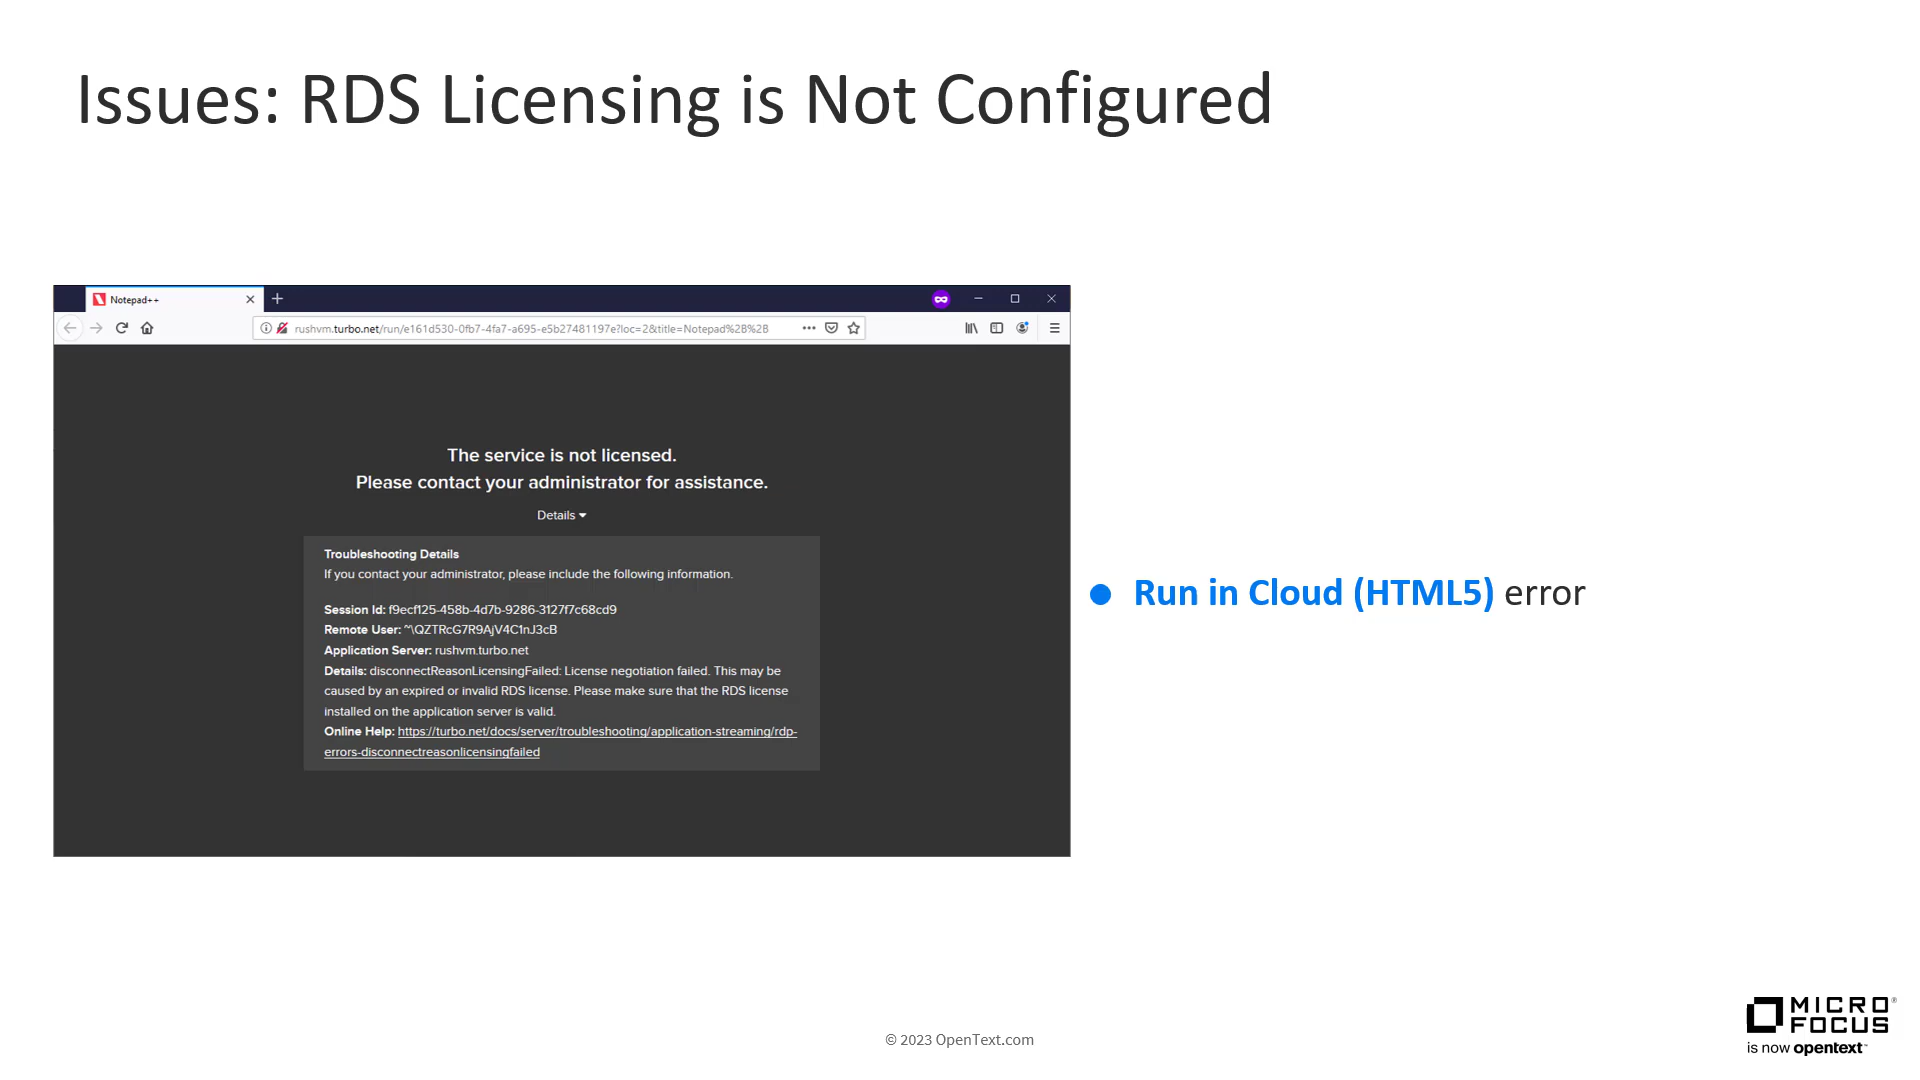 Issues: RDS Licensing is Not Configured
Notepad++
rushvm.turbo.net/run/e161d530-0fb7-4fa7-a695-e5b27481197e?loc=2&title=Notepad%2B%2B
The service is not licensed.
Please contact your administrator for assistance.
Details
Troubleshooting Details
If you contact your administrator, please include the following information.
Session Id: f9ecf125-458b-4d7b-9286-3127f7c68cd9
Remote User: ~\QZTRcG7R9AjV4C1nJ3cB
Application Server: rushvm.turbo.net
Details: disconnectReasonLicensingFailed: License negotiation failed. This may be
caused by an expired or invalid RDS license. Please make sure that the RDS license
installed on the application server is valid.
Online Help: https://turbo.net/docs/server/troubleshooting/application-streaming/rdp-
errors-disconnectreasonlicensingfailed
● Run in Cloud (HTML5) error
© 2023 OpenText.com
MICRO®
FOCUS
is now opentext™